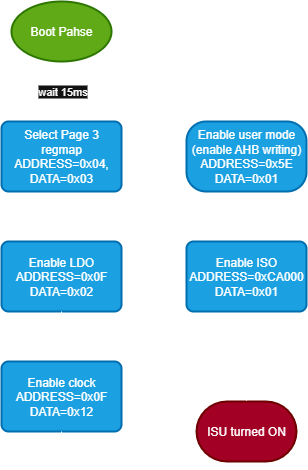 Boot Pahse
wait 15ms
Select Page 3
regmap
ADDRESS=0x04,
DATA=0x03
Enable LDO
ADDRESS=0x0F
DATA=0x02
Enable clock
ADDRESS=0x0F
DATA=0x12
Enable user mode
(enable AHB writing)
ADDRESS=0x5E
DATA=0x01
Enable ISO
ADDRESS=0xCA000
DATA=0x01
ISU turned ON